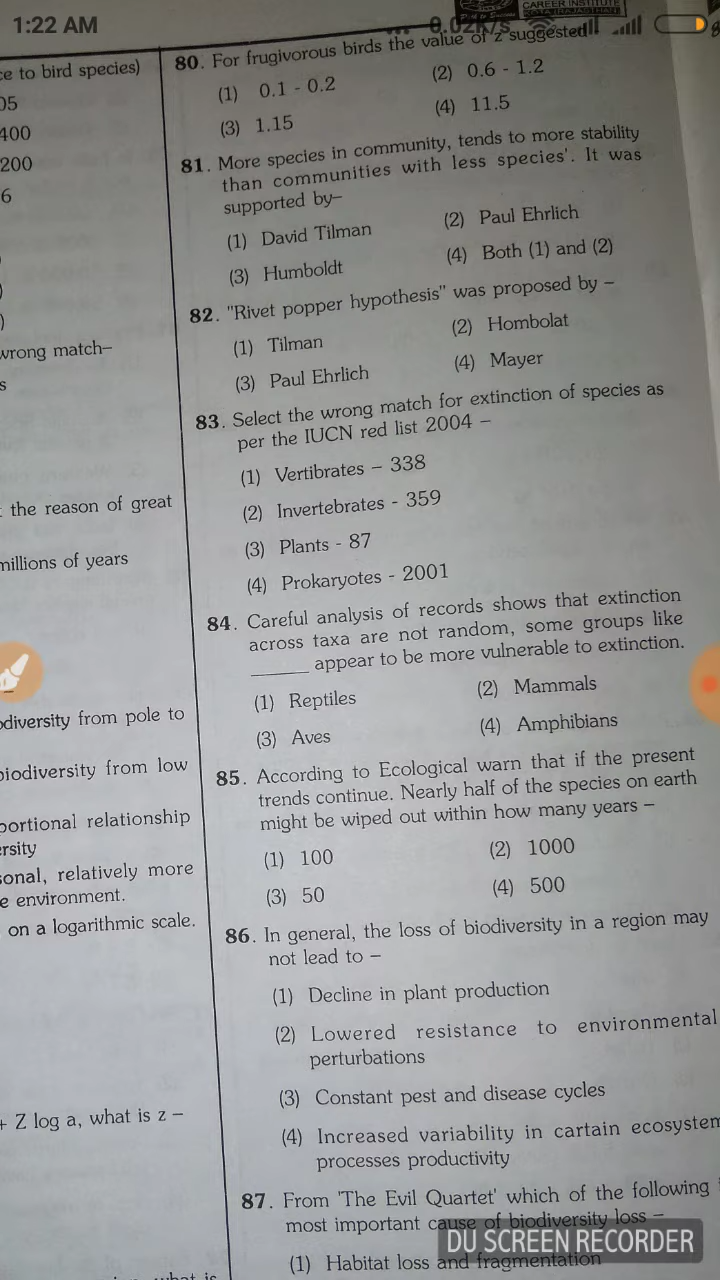 1:22 AM
CAREER INSTITUTE
KOTA (RAJASTHAN)
0.02K/s
ce to bird species)
05
400
200
6
)
)
)
wrong match–
s
the reason of great
millions of years
odiversity from pole to
biodiversity from low
portional relationship
ersity
sonal, relatively more
e environment.
on a logarithmic scale.
+ Z log a, what is z –
what is
80. For frugivorous birds the value of z suggested
(1) 0.1 - 0.2 (2) 0.6 - 1.2
(3) 1.15 (4) 11.5
81. More species in community, tends to more stability
than communities with less species'. It was
supported by–
(1) David Tilman (2) Paul Ehrlich
(3) Humboldt (4) Both (1) and (2)
82. "Rivet popper hypothesis" was proposed by –
(1) Tilman (2) Hombolat
(3) Paul Ehrlich (4) Mayer
83. Select the wrong match for extinction of species as
per the IUCN red list 2004 –
(1) Vertibrates – 338
(2) Invertebrates - 359
(3) Plants - 87
(4) Prokaryotes - 2001
84. Careful analysis of records shows that extinction
across taxa are not random, some groups like
______ appear to be more vulnerable to extinction.
(1) Reptiles (2) Mammals
(3) Aves (4) Amphibians
85. According to Ecological warn that if the present
trends continue. Nearly half of the species on earth
might be wiped out within how many years –
(1) 100 (2) 1000
(3) 50 (4) 500
86. In general, the loss of biodiversity in a region may
not lead to –
(1) Decline in plant production
(2) Lowered resistance to environmental
perturbations
(3) Constant pest and disease cycles
(4) Increased variability in cartain ecosystem
processes productivity
87. From 'The Evil Quartet' which of the following
most important cause of biodiversity loss –
(1) Habitat loss and fragmentation
DU SCREEN RECORDER